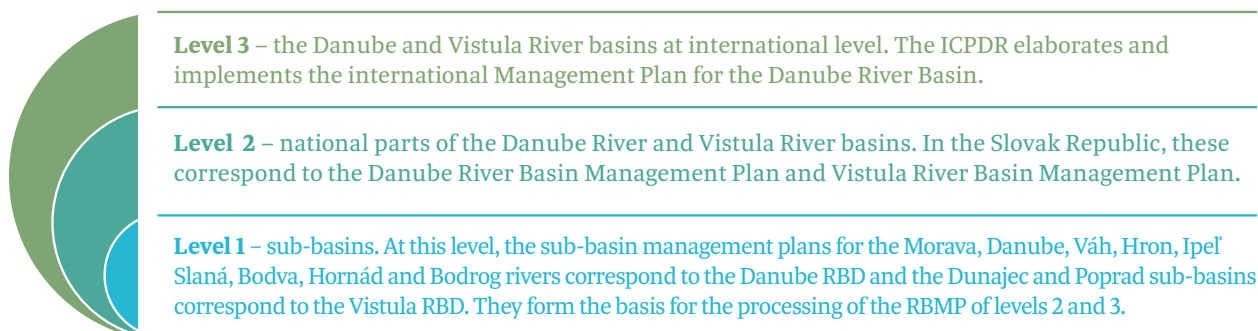 Level 3 – the Danube and Vistula River basins at international level. The ICPDR elaborates and
implements the international Management Plan for the Danube River Basin.
Level 2 – national parts of the Danube River and Vistula River basins. In the Slovak Republic, these
correspond to the Danube River Basin Management Plan and Vistula River Basin Management Plan.
Level 1 – sub-basins. At this level, the sub-basin management plans for the Morava, Danube, Váh, Hron, Ipeľ
Slaná, Bodva, Hornád and Bodrog rivers correspond to the Danube RBD and the Dunajec and Poprad sub-basins
correspond to the Vistula RBD. They form the basis for the processing of the RBMP of levels 2 and 3.